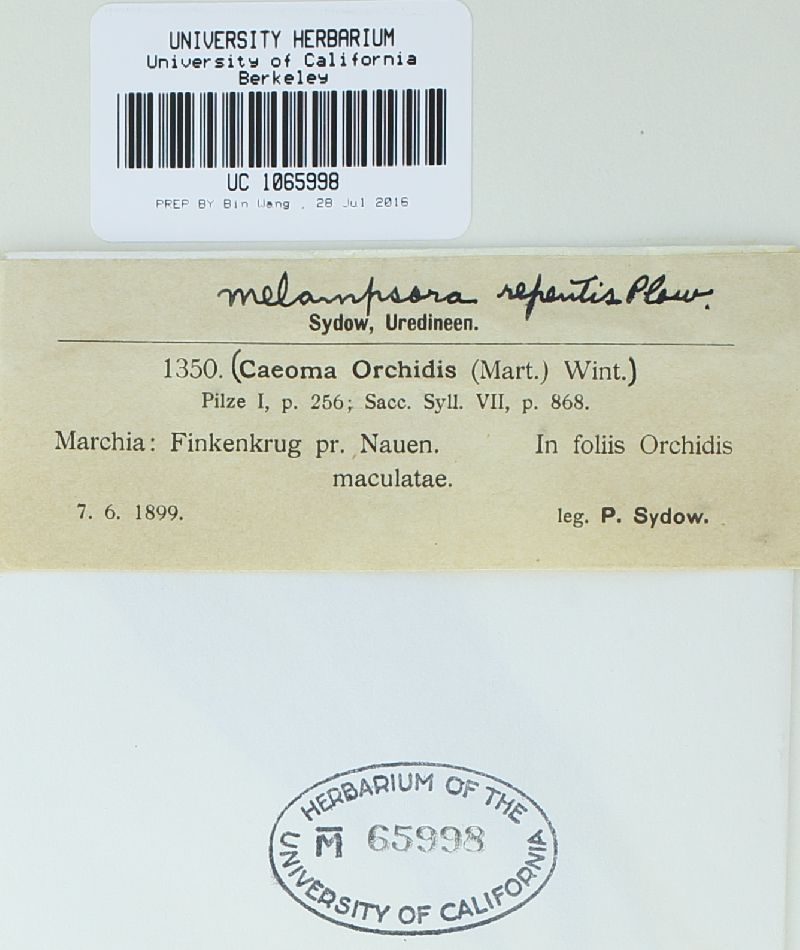 UNIVERSITY HERBARIUM
University of California
Berkeley
UC 1065998
PREP BY Bin Wang , 28 Jul 2016
melampsora repentis Plow.
Sydow, Uredineen.
1350. (Caeoma Orchidis (Mart.) Wint.)
Pilze I, p. 256; Sacc. Syll. VII, p. 868.
Marchia: Finkenkrug pr. Nauen. In foliis Orchidis
maculatae.
7. 6. 1899. leg. P. Sydow.
HERBARIUM OF THE
M̅ 65998
UNIVERSITY OF CALIFORNIA